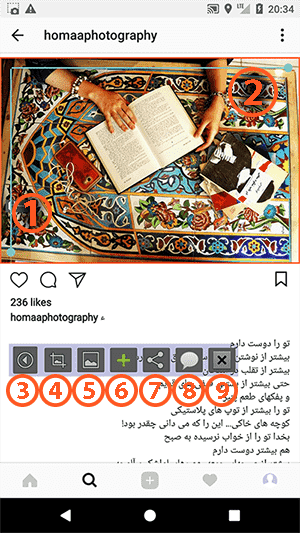 20:34
homaaphotography
2
1
236 likes
homaaphotography
تو را دوست دارم
بیشتر از نوشتن
بیشتر از تقلب در
3 4 5 6 7 8 9
حتی بیشتر از
و پفکهای طعم
تو را بیشتر از توپ های پلاستیکی
کوچه های خاکی... این را که می دانی چقدر بود!
بخدا تو را از خواب نرسیده به صبح
هم بیشتر دوست دارم